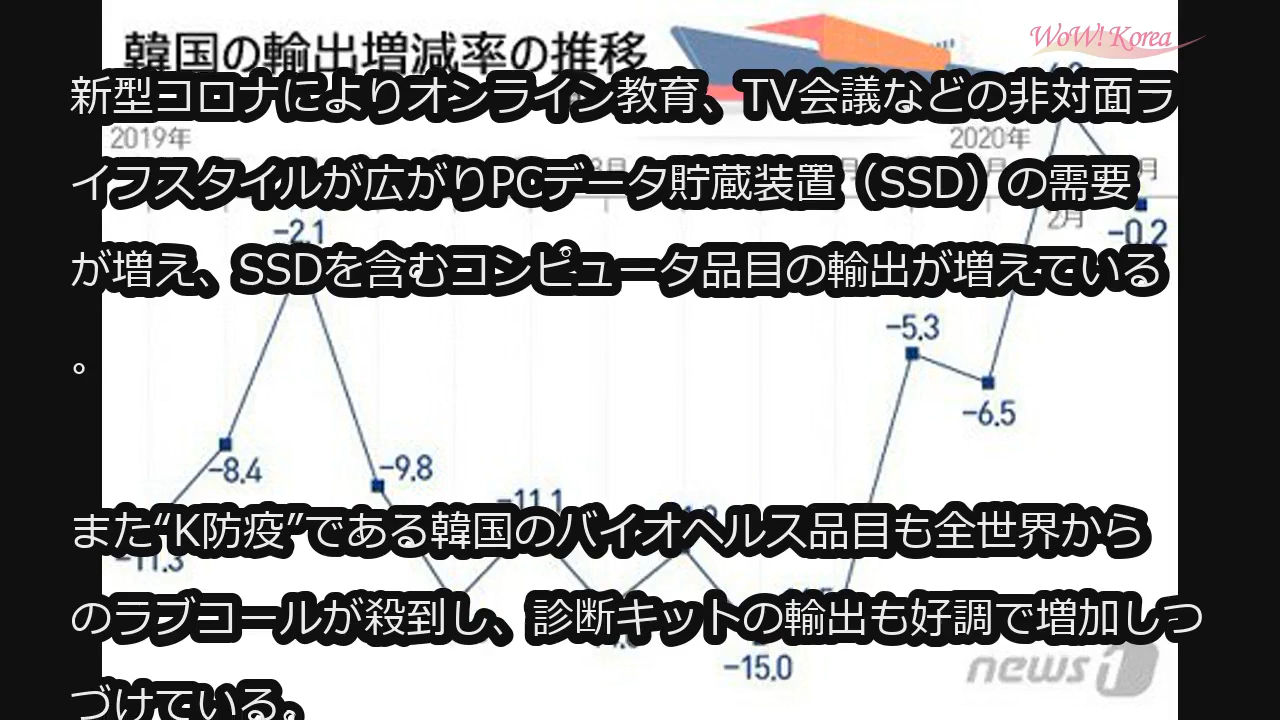 WoW! Korea
韓国の輸出増減率の推移
新型コロナによりオンライン教育、TV会議などの非対面ラ
2019年
2020年
イフスタイルが広がりPCデータ貯蔵装置（SSD）の需要
2月
-2.1
-0.2
が増え、SSDを含むコンピュータ品目の輸出が増えている
。
-5.3
-6.5
-8.4
-9.8
-11.1
また“K防疫”である韓国のバイオヘルス品目も全世界から
-11.3
のラブコールが殺到し、診断キットの輸出も好調で増加しつ
-15.0
news1
づけている。